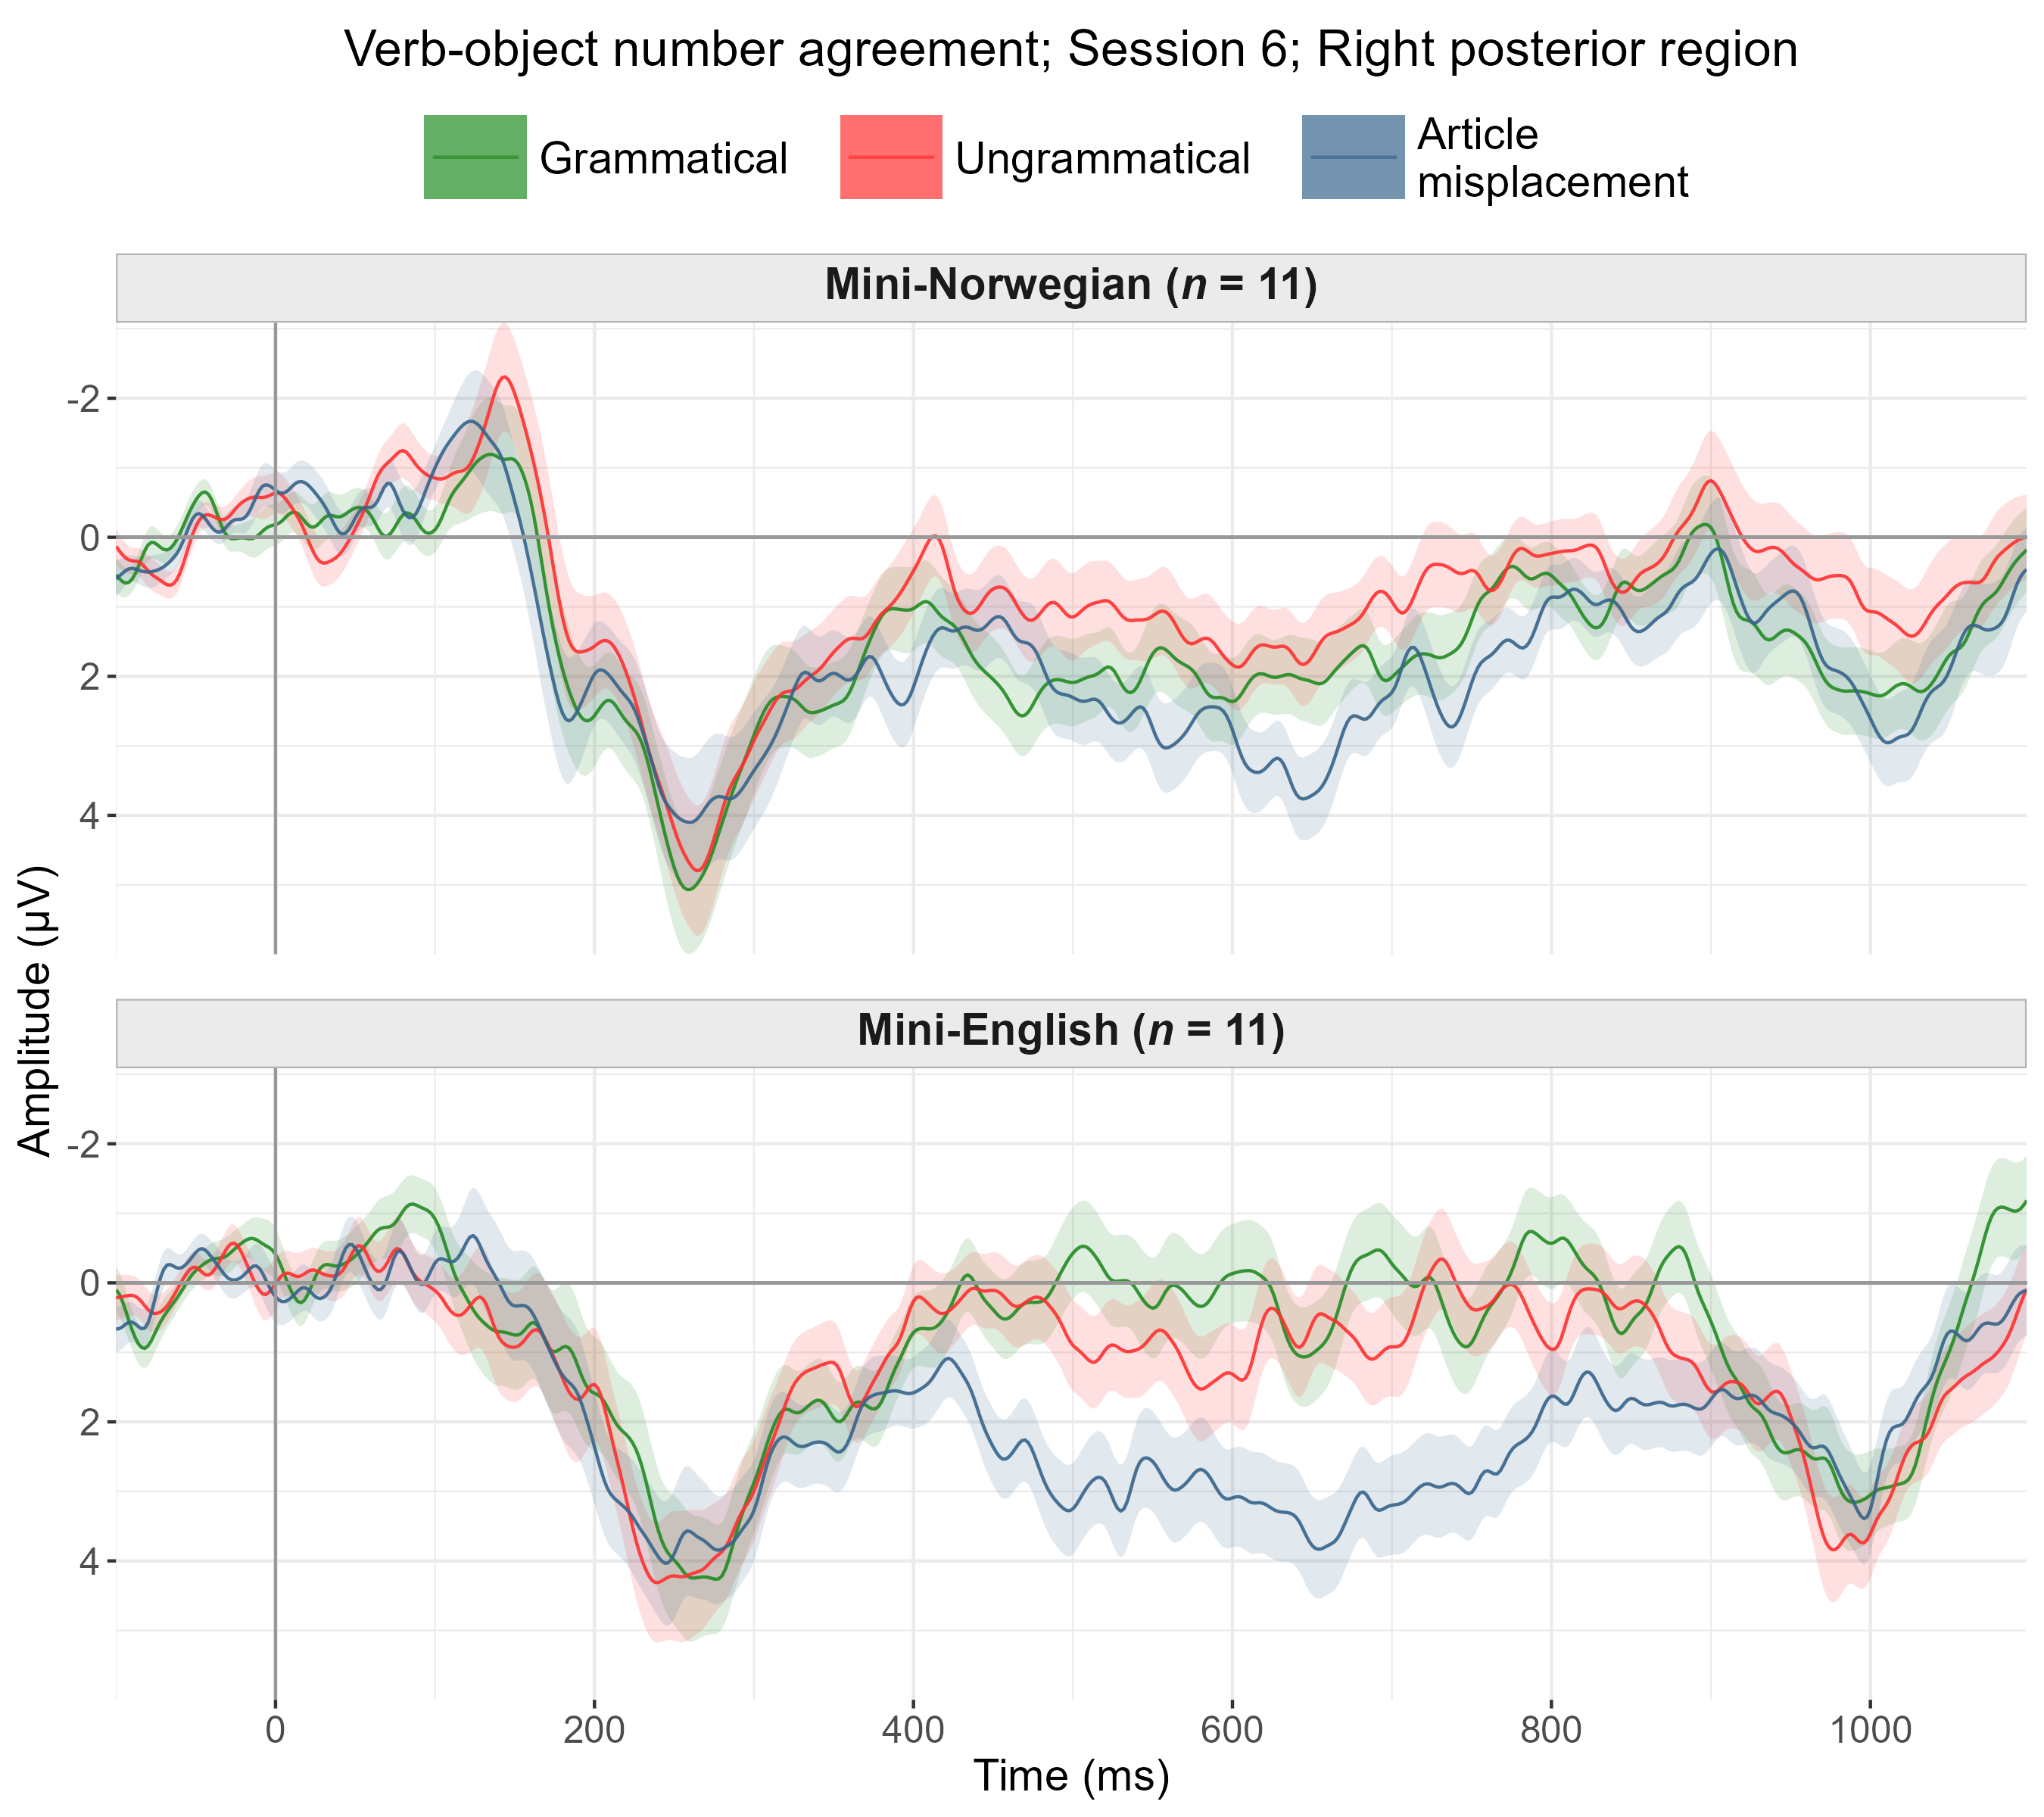 Verb-object number agreement; Session 6; Right posterior region
Grammatical
Ungrammatical
Article
misplacement
Mini-Norwegian (n = 11)
-2
0
2
4
Mini-English (n = 11)
-2
0
2
4
Amplitude (µV)
0 200 400 600 800 1000
Time (ms)